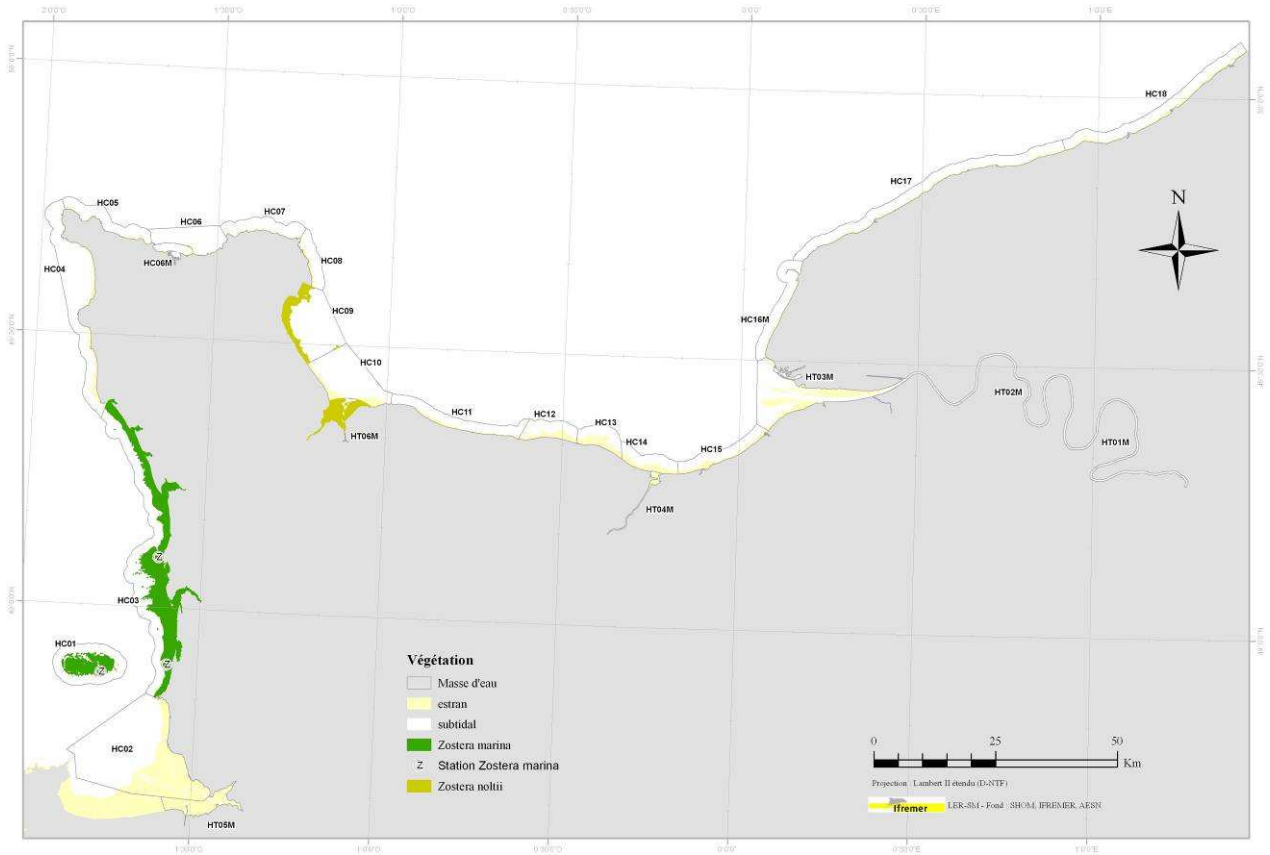 2°0'0"
1°30'0"
1°0'0"
0°30'0"
0°0'0"
0°30'0"E
1°0'0"E
HC18
HC17
HC05
HC07
HC06
N
HC06M
HC04
HC08
HC09
HC16M
HC10
HT03M
HT02M
HC11
HC12
HC13
HT06M
HC14
HC15
HT01M
HT04M
Z
HC03
HC01
Z
Z
Végétation
Masse d'eau
estran
subtidal
Zostera marina
Z Station Zostera marina
Zostera noltii
HC02
HT05M
0 25 50
Km
Projection : Lambert II étendu (D-NTF)
Ifremer LER-SM - Fond : SHOM, IFREMER, AESN